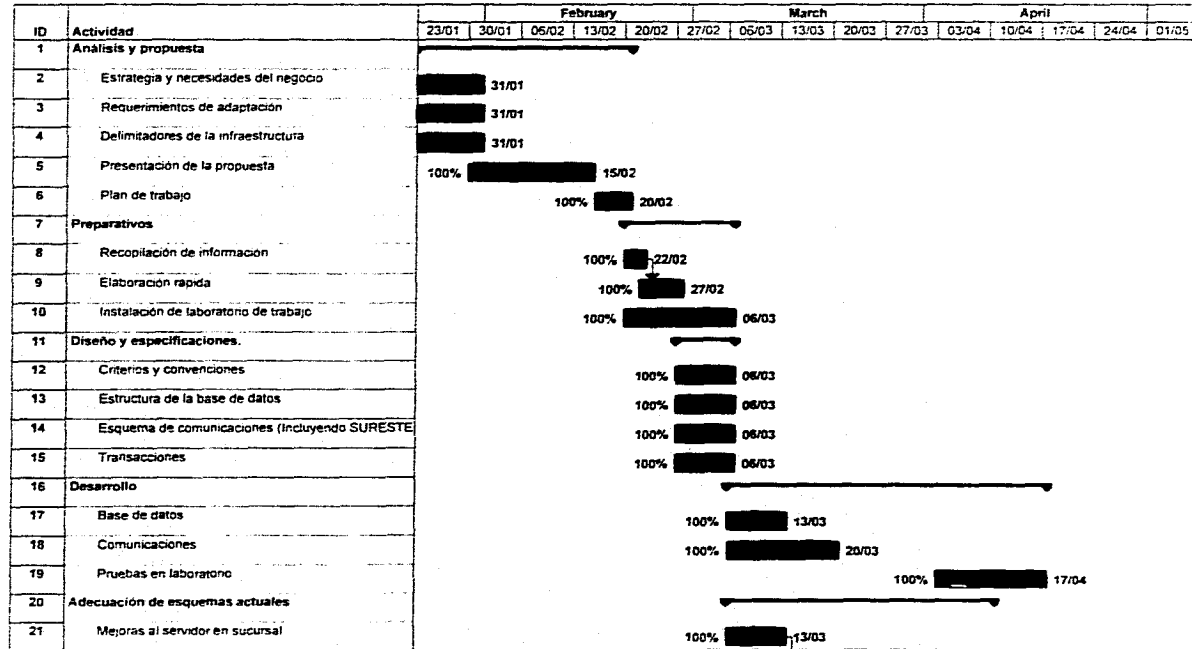 February March April
ID Actividad 23/01 30/01 06/02 13/02 20/02 27/02 06/03 13/03 20/03 27/03 03/04 10/04 17/04 24/04 01/05
1 Análisis y propuesta
2 Estrategia y necesidades del negocio 31/01
3 Requerimientos de adaptación 31/01
4 Delimitadores de la infraestructura 31/01
5 Presentación de la propuesta 100% 15/02
6 Plan de trabajo 100% 20/02
7 Preparativos
8 Recopilación de información 100% 22/02
9 Elaboración rapida 100% 27/02
10 Instalación de laboratorio de trabajo 100% 06/03
11 Diseño y especificaciones.
12 Criterios y convenciones 100% 06/03
13 Estructura de la base de datos 100% 06/03
14 Esquema de comunicaciones (Incluyendo SURESTE 100% 06/03
15 Transacciones 100% 06/03
16 Desarrollo
17 Base de datos 100% 13/03
18 Comunicaciones 100% 20/03
19 Pruebas en laboratorio 100% 17/04
20 Adecuación de esquemas actuales
21 Mejoras al servidor en sucursal 100% 13/03